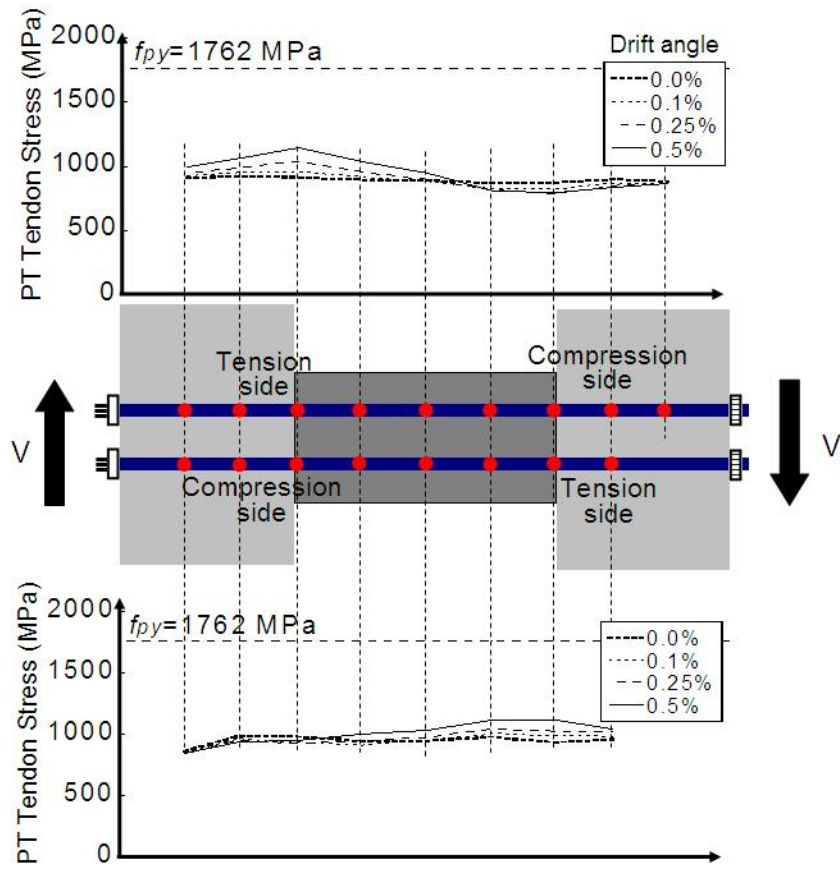 PT Tendon Stress (MPa)
2000
1500
1000
500
0
fpy=1762 MPa
Drift angle
0.0%
0.1%
0.25%
0.5%
Tension
side
Compression
side
V
V
Compression
side
Tension
side
PT Tendon Stress (MPa)
2000
1500
1000
500
0
fpy=1762 MPa
0.0%
0.1%
0.25%
0.5%